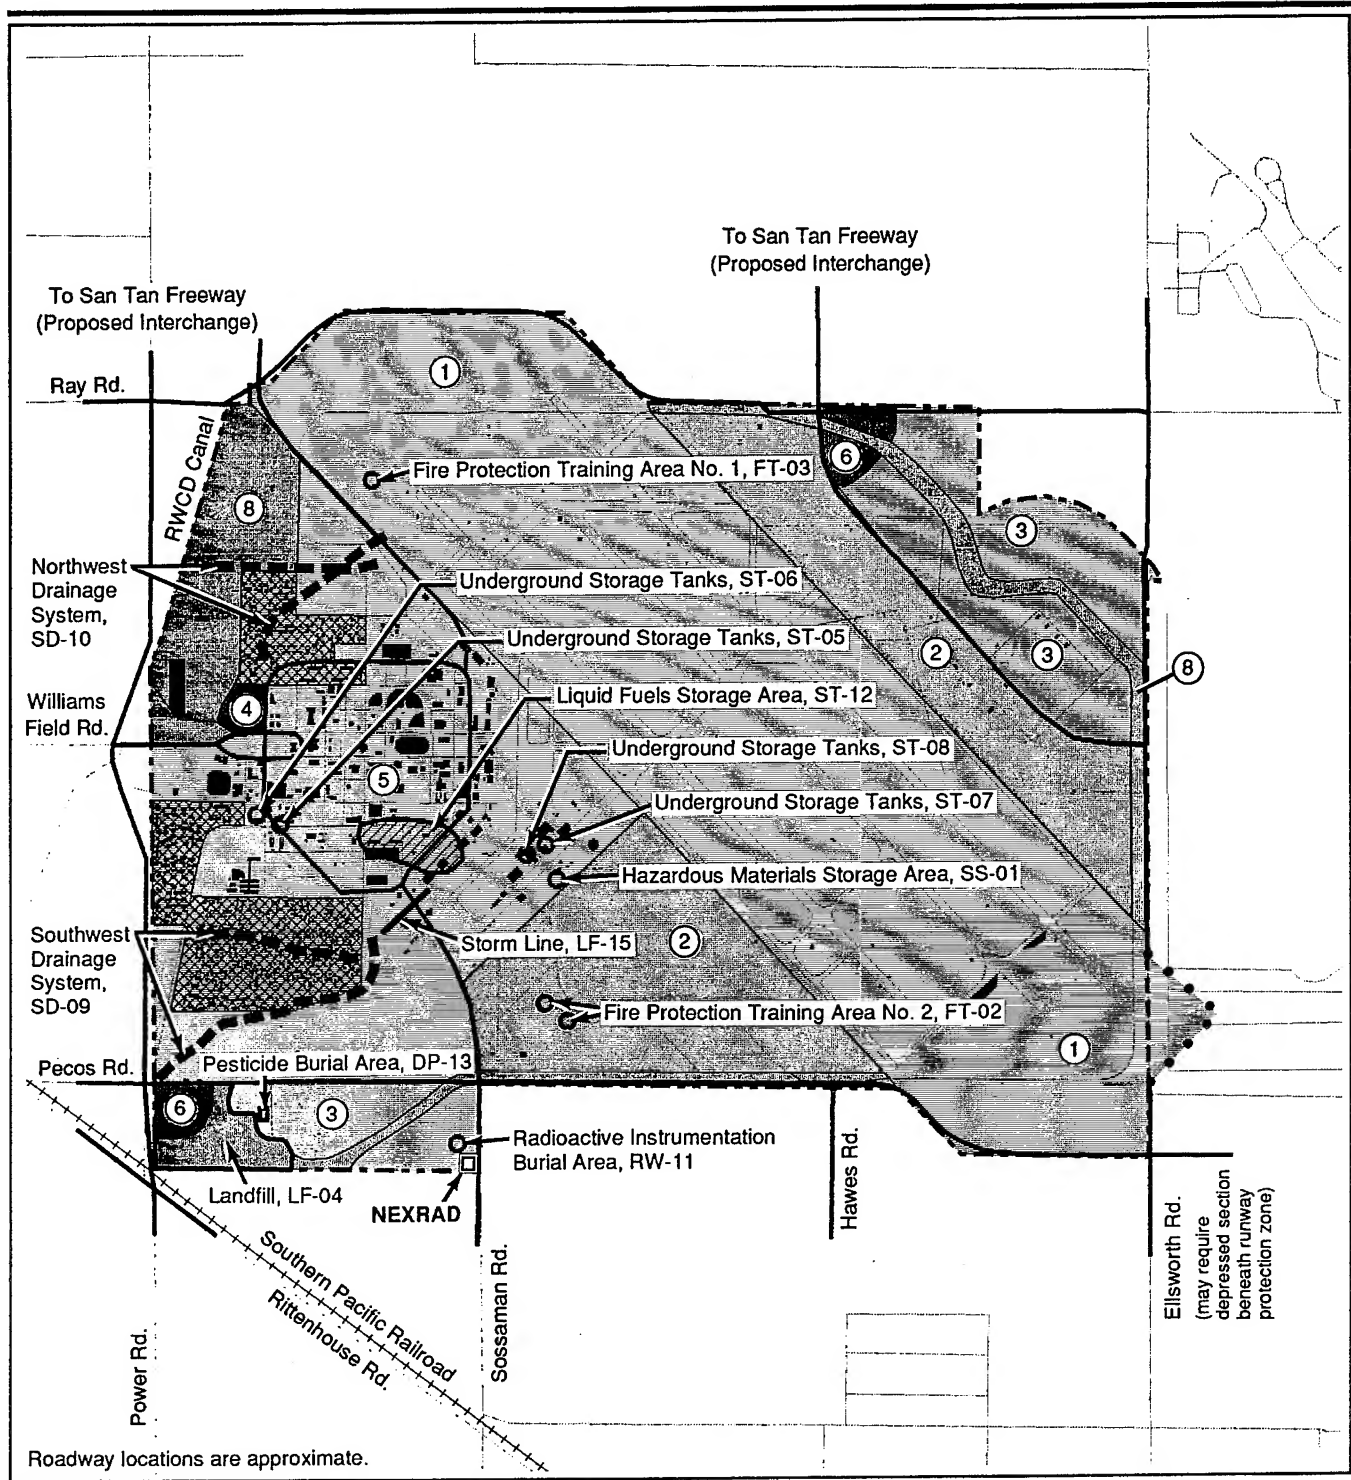 To San Tan Freeway
(Proposed Interchange)
To San Tan Freeway
(Proposed Interchange)
1
Ray Rd.
RWCD Canal
6
Fire Protection Training Area No. 1, FT-03
8
3
Northwest
Drainage
System,
SD-10
Underground Storage Tanks, ST-06
Underground Storage Tanks, ST-05
2
3
8
Williams
Field Rd.
4
Liquid Fuels Storage Area, ST-12
Underground Storage Tanks, ST-08
5
Underground Storage Tanks, ST-07
Hazardous Materials Storage Area, SS-01
Southwest
Drainage
System,
SD-09
Storm Line, LF-15
2
Fire Protection Training Area No. 2, FT-02
1
Pecos Rd.
Pesticide Burial Area, DP-13
6
3
Radioactive Instrumentation
Burial Area, RW-11
Landfill, LF-04
NEXRAD
Hawes Rd.
Ellsworth Rd.
(may require
depressed section
beneath runway
protection zone)
Southern Pacific Railroad
Rittenhouse Rd.
Sossaman Rd.
Power Rd.
Roadway locations are approximate.